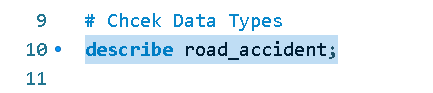 9 # Chcek Data Types
10 describe road_accident;
11